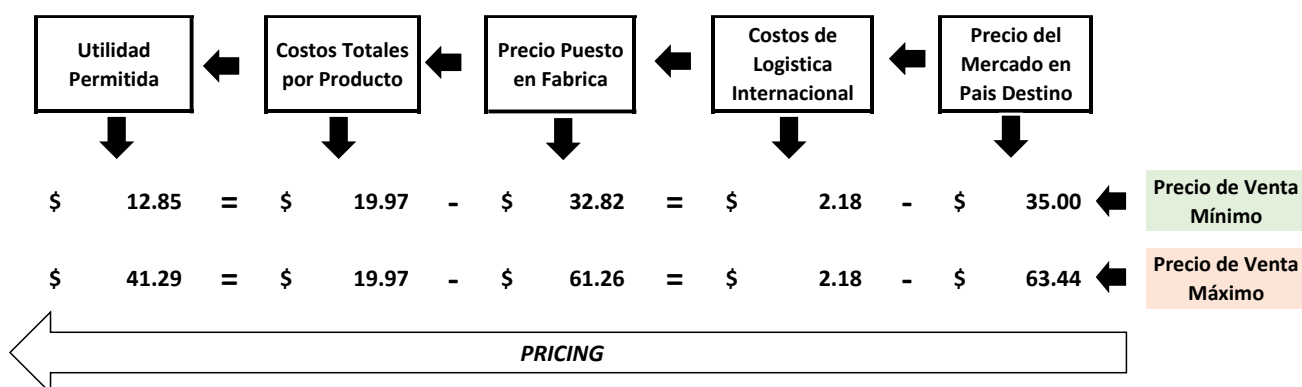 Utilidad
Permitida
Costos Totales
por Producto
Precio Puesto
en Fabrica
Costos de
Logistica
Internacional
Precio del
Mercado en
Pais Destino
$ 12.85 = $ 19.97 - $ 32.82 = $ 2.18 - $ 35.00
Precio de Venta
Mínimo
$ 41.29 = $ 19.97 - $ 61.26 = $ 2.18 - $ 63.44
Precio de Venta
Máximo
PRICING